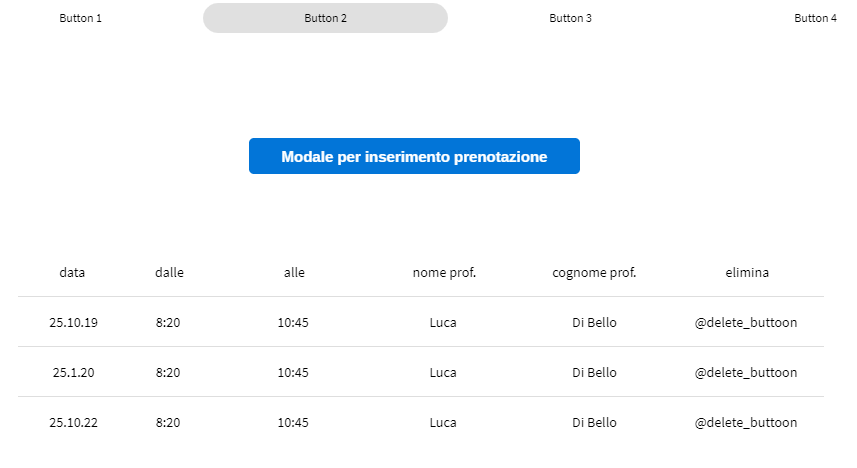 Button 1 Button 2 Button 3 Button 4
Modale per inserimento prenotazione
data dalle alle nome prof. cognome prof. elimina
25.10.19 8:20 10:45 Luca Di Bello @delete_buttoon
25.1.20 8:20 10:45 Luca Di Bello @delete_buttoon
25.10.22 8:20 10:45 Luca Di Bello @delete_buttoon